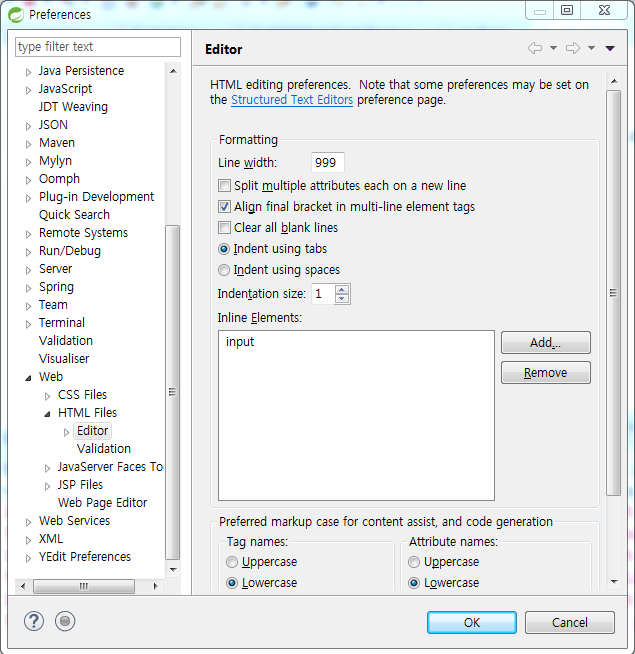 Preferences
type filter text
Java Persistence
JavaScript
JDT Weaving
JSON
Maven
Mylyn
Oomph
Plug-in Development
Quick Search
Remote Systems
Run/Debug
Server
Spring
Team
Terminal
Validation
Visualiser
Web
CSS Files
HTML Files
Editor
Validation
JavaServer Faces To
JSP Files
Web Page Editor
Web Services
XML
YEdit Preferences
Editor
HTML editing preferences.  Note that some preferences may be set on
the Structured Text Editors preference page.
Formatting
Line width: 999
Split multiple attributes each on a new line
Align final bracket in multi-line element tags
Clear all blank lines
Indent using tabs
Indent using spaces
Indentation size: 1
Inline Elements:
input
Add...
Remove
Preferred markup case for content assist, and code generation
Tag names:
Uppercase
Lowercase
Attribute names:
Uppercase
Lowercase
?
OK
Cancel